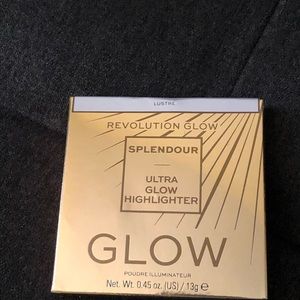 LUSTRE
REVOLUTION GLOW
SPLENDOUR
ULTRA
GLOW
HIGHLIGHTER
GLOW
POUDRE ILLUMINATEUR
Net. Wt. 0.45 oz. (US) / 13g e